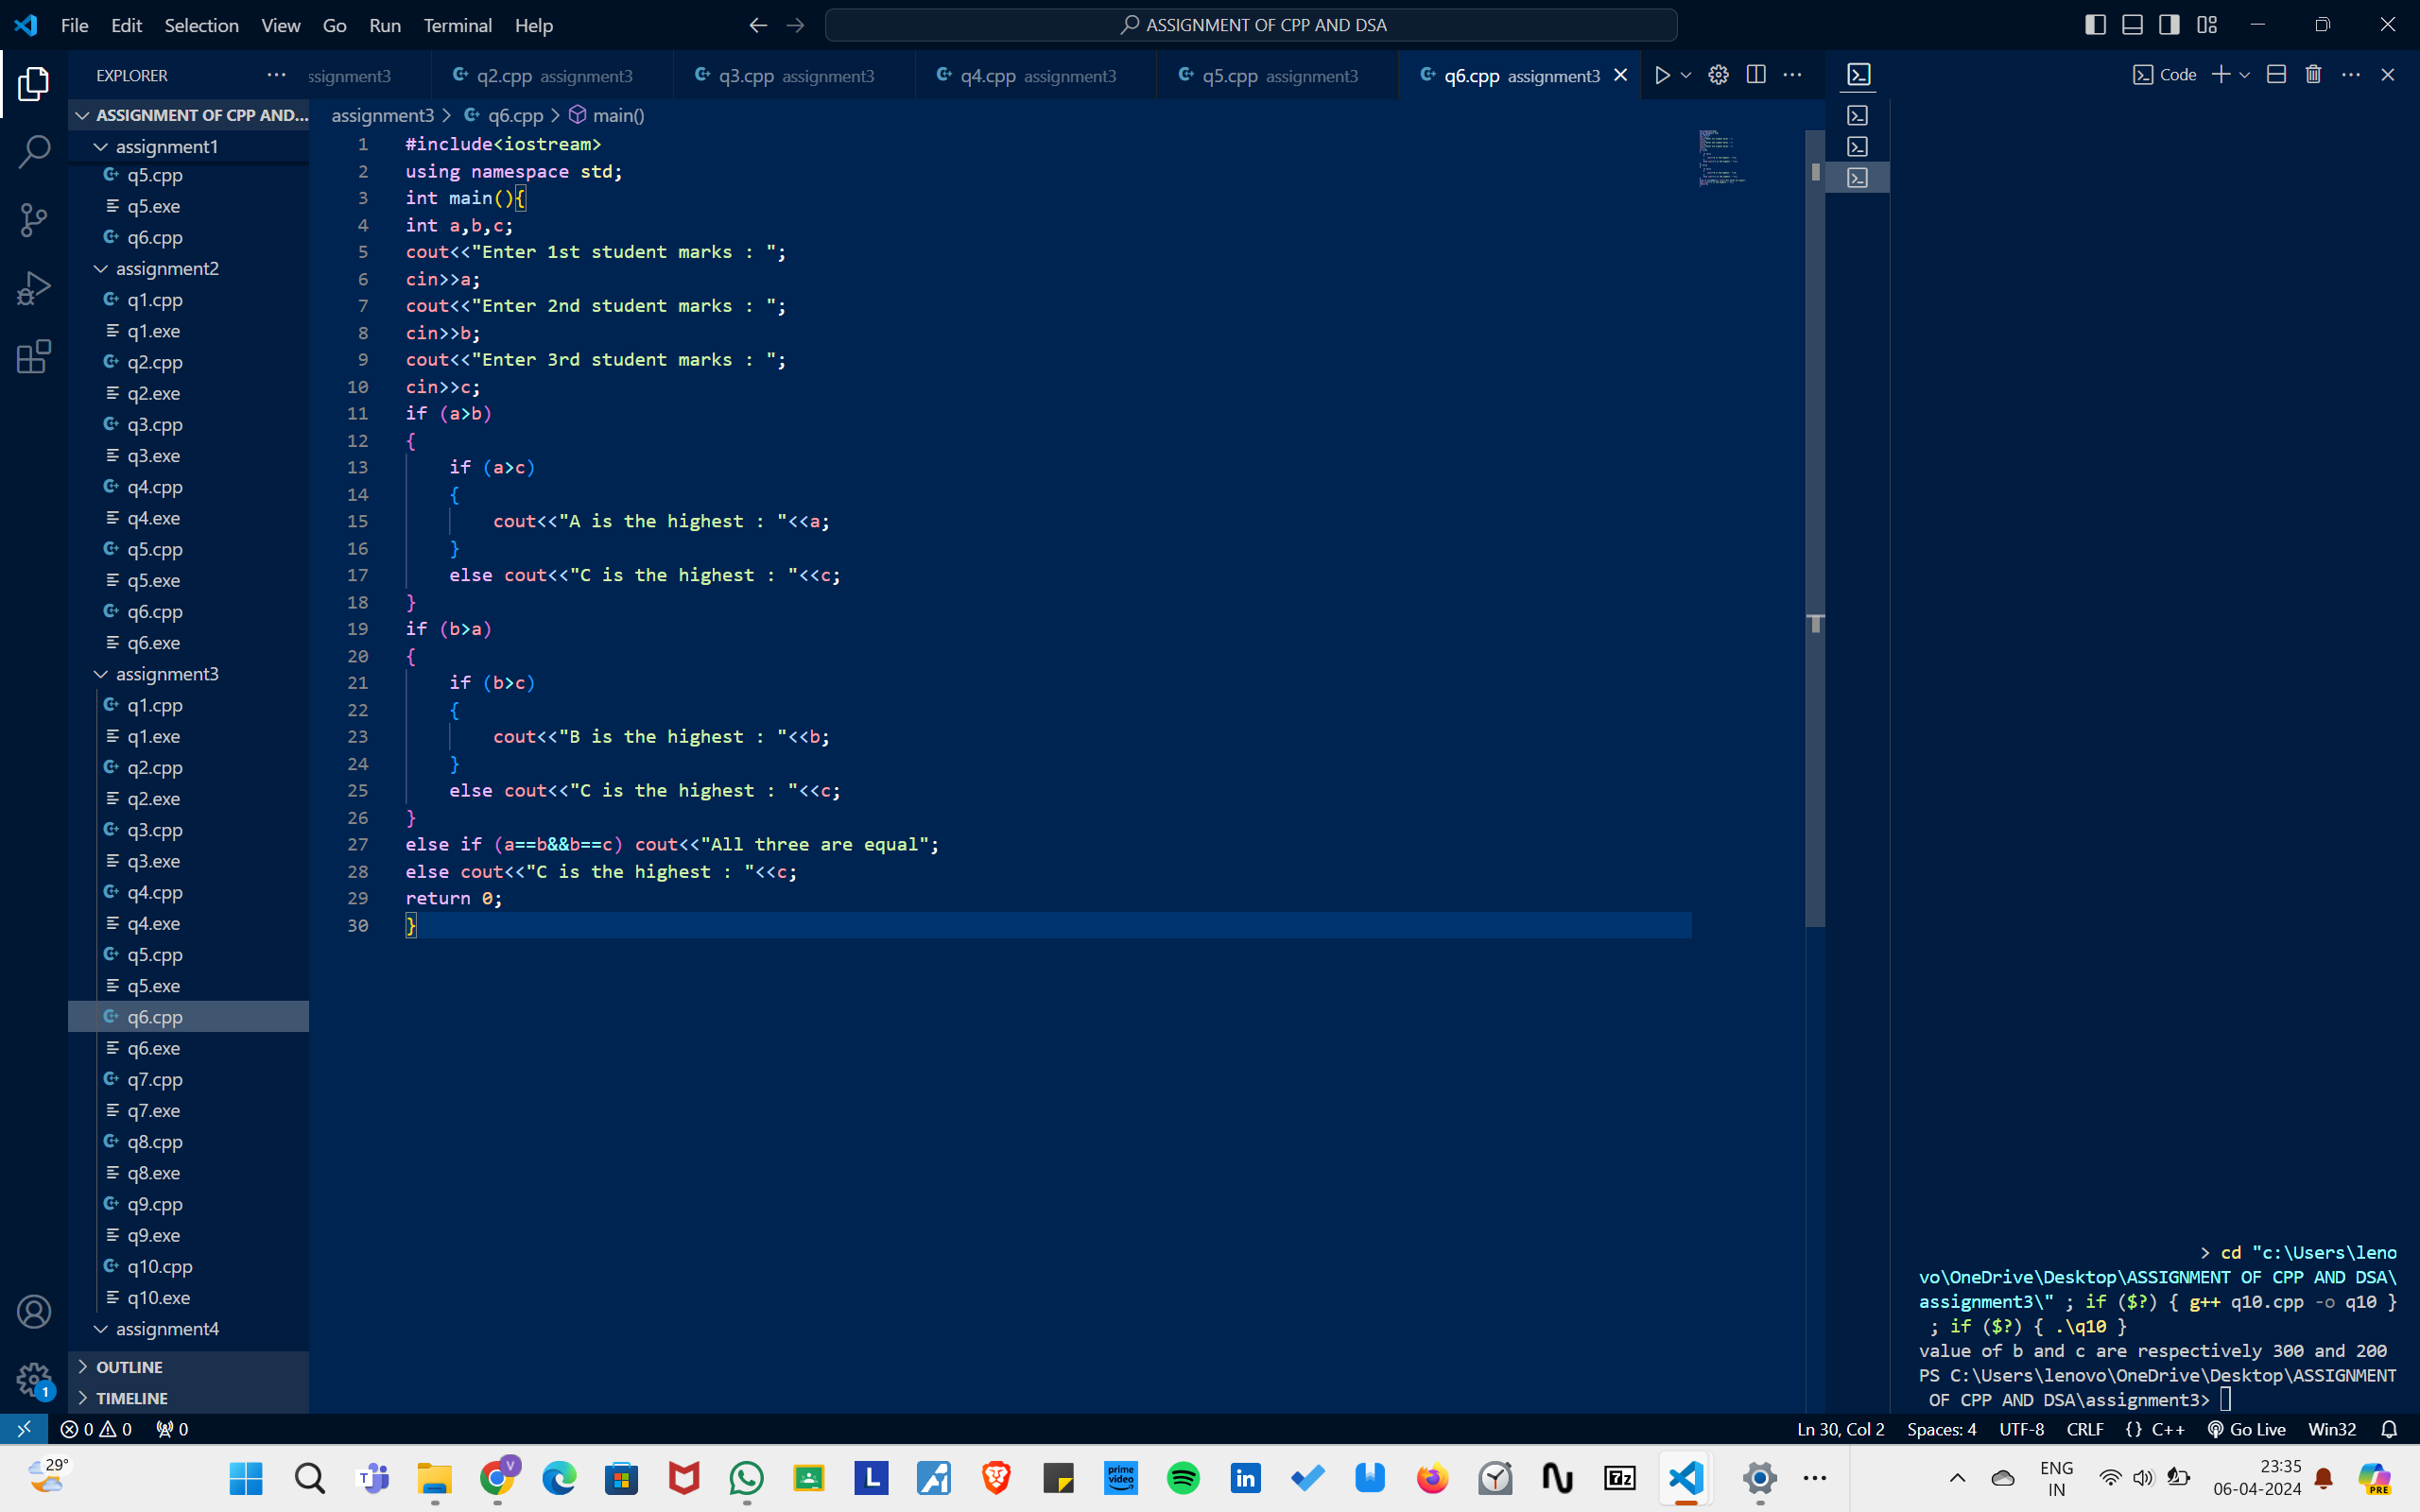 File Edit Selection View Go Run Terminal Help
ASSIGNMENT OF CPP AND DSA
EXPLORER
ssignment3
q2.cpp assignment3
q3.cpp assignment3
q4.cpp assignment3
q5.cpp assignment3
q6.cpp assignment3
Code
ASSIGNMENT OF CPP AND...
assignment1
q5.cpp
q5.exe
q6.cpp
assignment2
q1.cpp
q1.exe
q2.cpp
q2.exe
q3.cpp
q3.exe
q4.cpp
q4.exe
q5.cpp
q5.exe
q6.cpp
q6.exe
assignment3
q1.cpp
q1.exe
q2.cpp
q2.exe
q3.cpp
q3.exe
q4.cpp
q4.exe
q5.cpp
q5.exe
q6.cpp
q6.exe
q7.cpp
q7.exe
q8.cpp
q8.exe
q9.cpp
q9.exe
q10.cpp
q10.exe
assignment4
OUTLINE
TIMELINE
assignment3 > q6.cpp > main()
1 #include<iostream>
2 using namespace std;
3 int main(){
4 int a,b,c;
5 cout<<"Enter 1st student marks : ";
6 cin>>a;
7 cout<<"Enter 2nd student marks : ";
8 cin>>b;
9 cout<<"Enter 3rd student marks : ";
10 cin>>c;
11 if (a>b)
12 {
13     if (a>c)
14     {
15         cout<<"A is the highest : "<<a;
16     }
17     else cout<<"C is the highest : "<<c;
18 }
19 if (b>a)
20 {
21     if (b>c)
22     {
23         cout<<"B is the highest : "<<b;
24     }
25     else cout<<"C is the highest : "<<c;
26 }
27 else if (a==b&&b==c) cout<<"All three are equal";
28 else cout<<"C is the highest : "<<c;
29 return 0;
30 }
> cd "c:\Users\leno
vo\OneDrive\Desktop\ASSIGNMENT OF CPP AND DSA\
assignment3\" ; if ($?) { g++ q10.cpp -o q10 }
; if ($?) { .\q10 }
value of b and c are respectively 300 and 200
PS C:\Users\lenovo\OneDrive\Desktop\ASSIGNMENT
OF CPP AND DSA\assignment3>
1
0 0 0
Ln 30, Col 2 Spaces: 4 UTF-8 CRLF {} C++ Go Live Win32
29°
T
V
L
prime video
in
7z
ENG
IN
23:35
06-04-2024
PRE